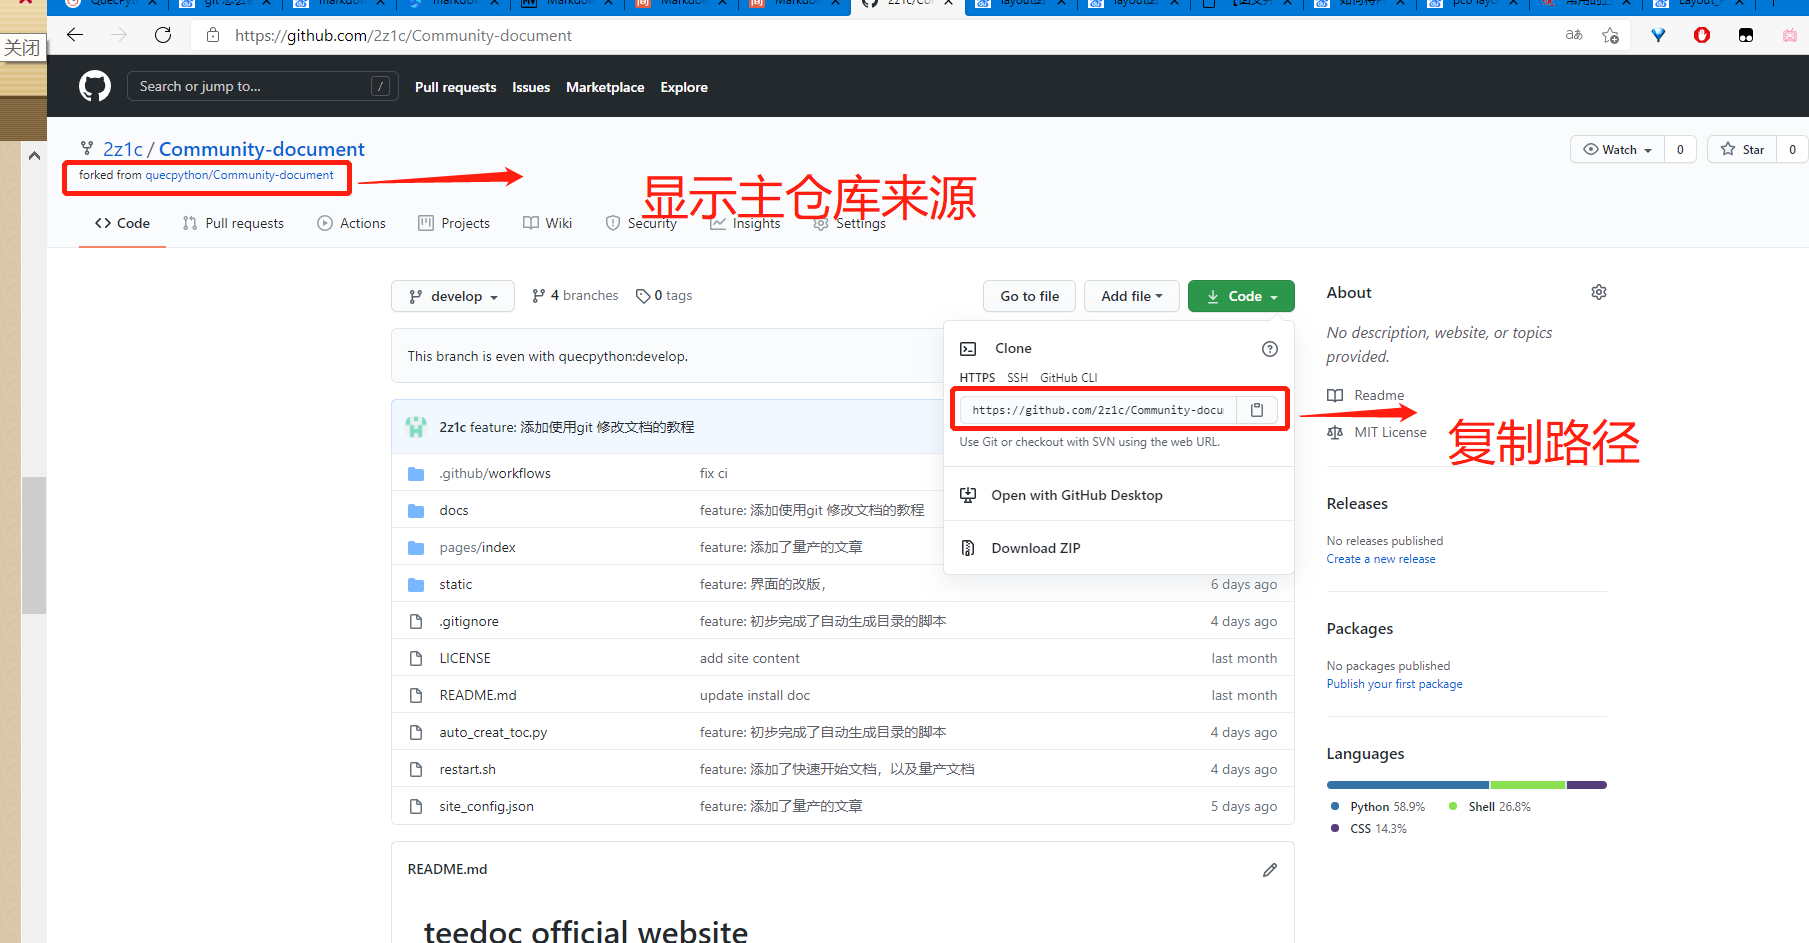 关闭
https://github.com/2z1c/Community-document
Search or jump to... /
Pull requests Issues Marketplace Explore
2z1c / Community-document
Watch 0 Star 0
forked from quecpython/Community-document
显示主仓库来源
Code Pull requests Actions Projects Wiki Security Insights Settings
develop 4 branches 0 tags Go to file Add file Code
About
No description, website, or topics
provided.
This branch is even with quecpython:develop.
Clone
HTTPS SSH GitHub CLI
https://github.com/2z1c/Community-docu
Use Git or checkout with SVN using the web URL.
Open with GitHub Desktop
Download ZIP
Readme
MIT License
复制路径
2z1c feature: 添加使用git 修改文档的教程
.github/workflows fix ci
docs feature: 添加使用git 修改文档的教程
pages/index feature: 添加了量产的文章
static feature: 界面的改版, 6 days ago
.gitignore feature: 初步完成了自动生成目录的脚本 4 days ago
LICENSE add site content last month
README.md update install doc last month
auto_creat_toc.py feature: 初步完成了自动生成目录的脚本 4 days ago
restart.sh feature: 添加了快速开始文档，以及量产文档 4 days ago
site_config.json feature: 添加了量产的文章 5 days ago
Releases
No releases published
Create a new release
Packages
No packages published
Publish your first package
Languages
Python 58.9% Shell 26.8%
CSS 14.3%
README.md
teedoc official website